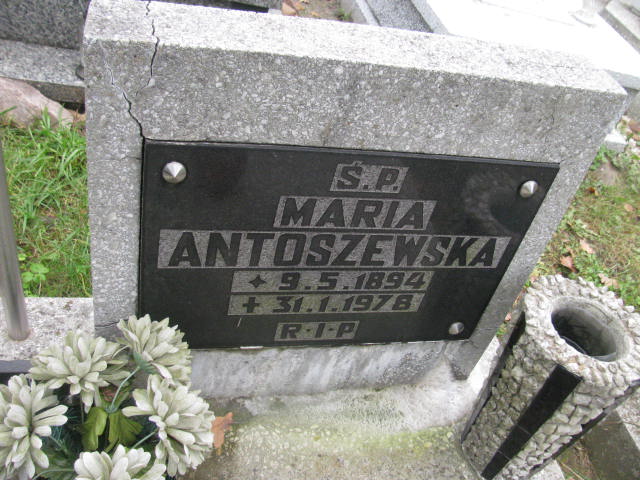 Ś.P.
MARIA
ANTOSZEWSKA
✦ 9.5.1894
+ 31.1.1978
R·I·P